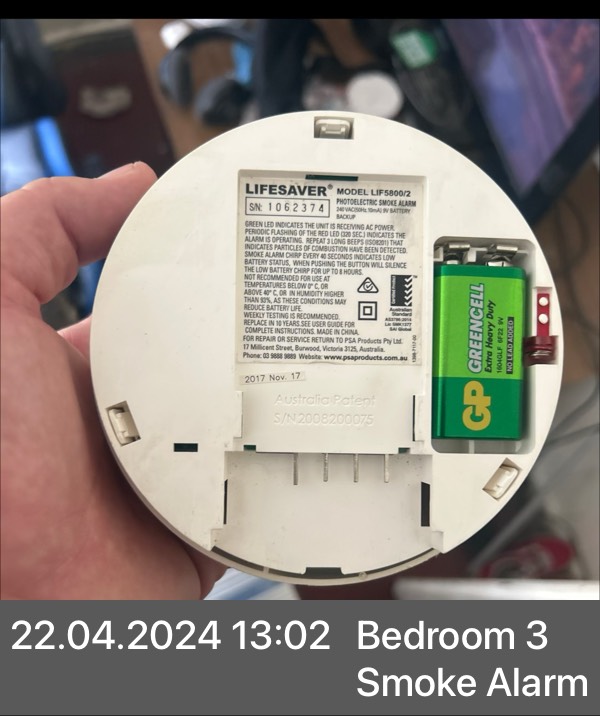 LIFESAVER® MODEL LIF5800/2
SN: 1062374
PHOTOELECTRIC SMOKE ALARM
240 VAC(50Hz,10mA) 9V BATTERY
BACKUP
GREEN LED INDICATES THE UNIT IS RECEIVING AC POWER.
PERIODIC FLASHING OF THE RED LED (320 SEC.) INDICATES THE
ALARM IS OPERATING. REPEAT 3 LONG BEEPS (ISO8201) THAT
INDICATES PARTICLES OF COMBUSTION HAVE BEEN DETECTED.
SMOKE ALARM CHIRP EVERY 40 SECONDS INDICATES LOW
BATTERY STATUS, WHEN PUSHING THE BUTTON WILL SILENCE
THE LOW BATTERY CHIRP FOR UP 8 HOURS.
NOT RECOMMENDED FOR USE AT
TEMPERATURES BELOW 0° C, OR
ABOVE 40° C, OR IN HUMIDITY HIGHER
THAN 93%, AS THESE CONDITIONS MAY
REDUCE BATTERY LIFE.
WEEKLY TESTING IS RECOMMENDED.
REPLACE IN 10 YEARS.SEE USER GUIDE FOR
COMPLETE INSTRUCTIONS. MADE IN CHINA.
Australian
Standard
AS3786:2014
SAI Global
FOR REPAIR OR SERVICE RETURN TO PSA Products Pty Ltd.
17 Millicent Street, Burwood, Victoria 3125, Australia.
Phone: 03 9888 9889 Website: www.psaproducts.com.au
2017 Nov. 17
Australia Patent
S/N2008200075
GP GREENCELL
Extra Heavy Duty
1604GLF 6F22 9V
NO LEAD ADDED
22.04.2024 13:02 Bedroom 3
Smoke Alarm